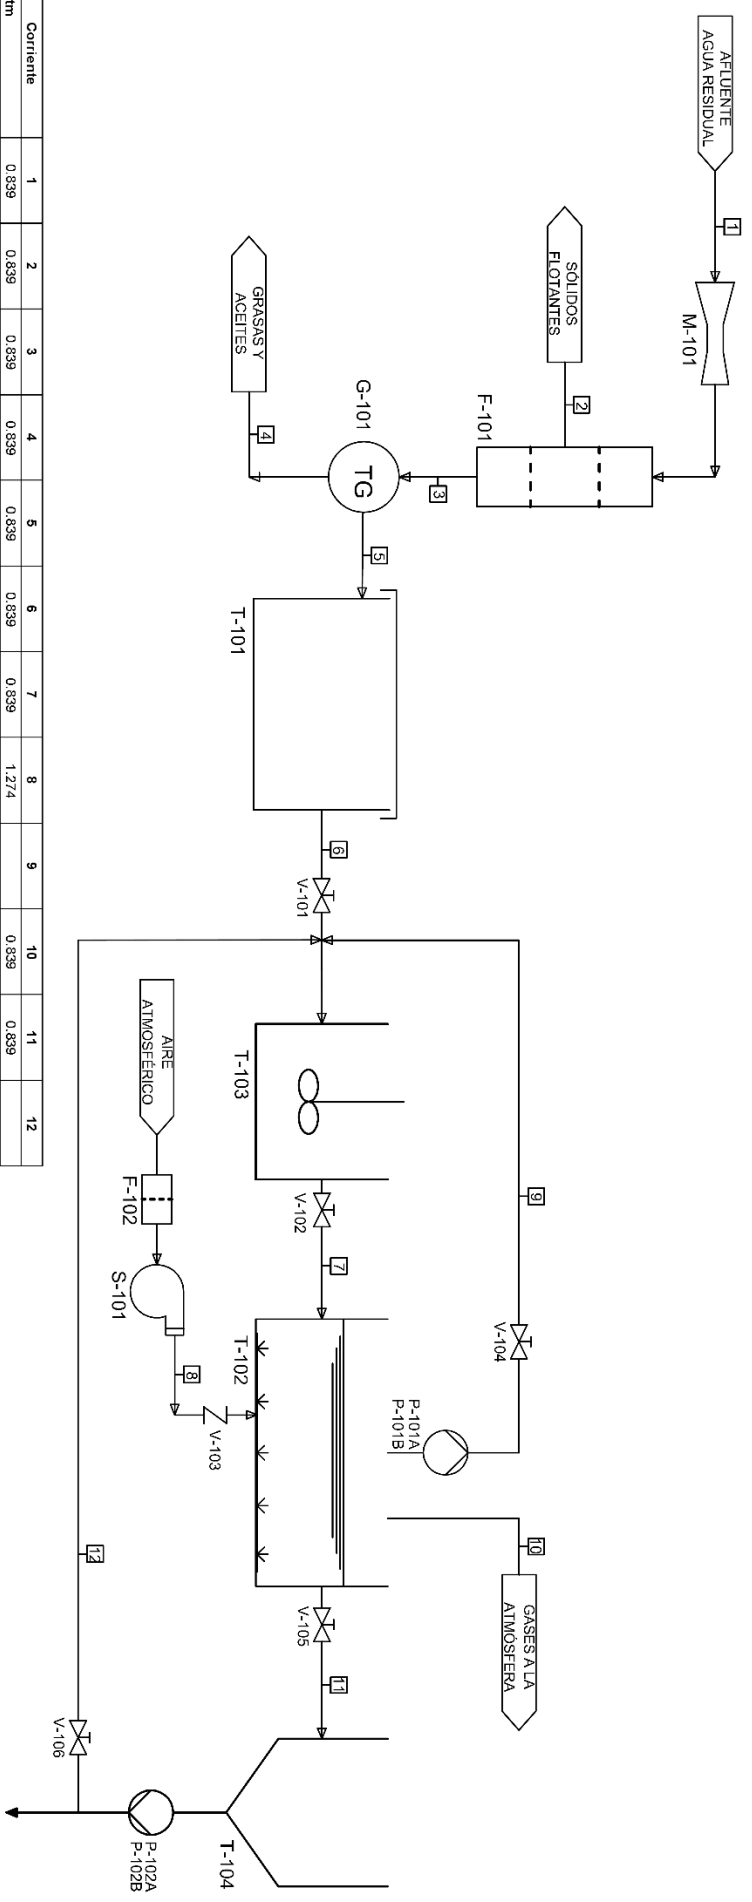 AFLUENTE
AGUA RESIDUAL
1
M-101
SÓLIDOS
FLOTANTES
2
F-101
3
GRASAS Y
ACEITES
4
G-101
TG
5
T-101
6
V-101
T-103
V-102
7
9
V-104
P-101A
P-101B
10
GASES A LA
ATMÓSFERA
AIRE
ATMOSFÉRICO
F-102
S-101
8
V-103
T-102
V-105
11
T-104
12
V-106
P-102A
P-102B
Corriente 1 2 3 4 5 6 7 8 9 10 11 12
0.839 0.839 0.839 0.839 0.839 0.839 0.839 1.274 0.839 0.839